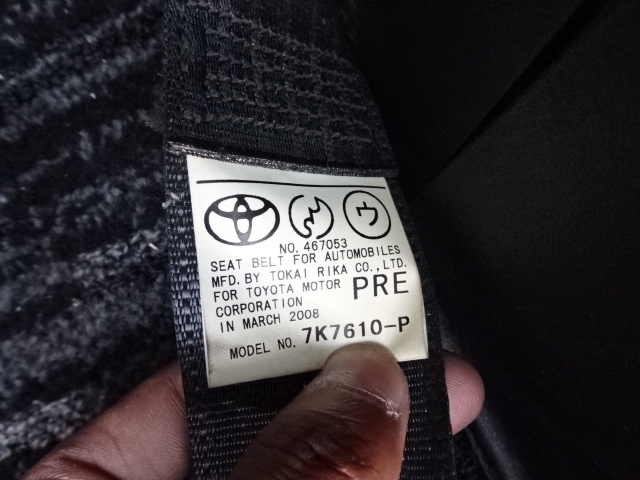 ウ
NO. 467053
SEAT BELT FOR AUTOMOBILES
MFD. BY TOKAI RIKA CO., LTD.
FOR TOYOTA MOTOR PRE
CORPORATION
IN MARCH 2008
MODEL NO. 7K7610-P